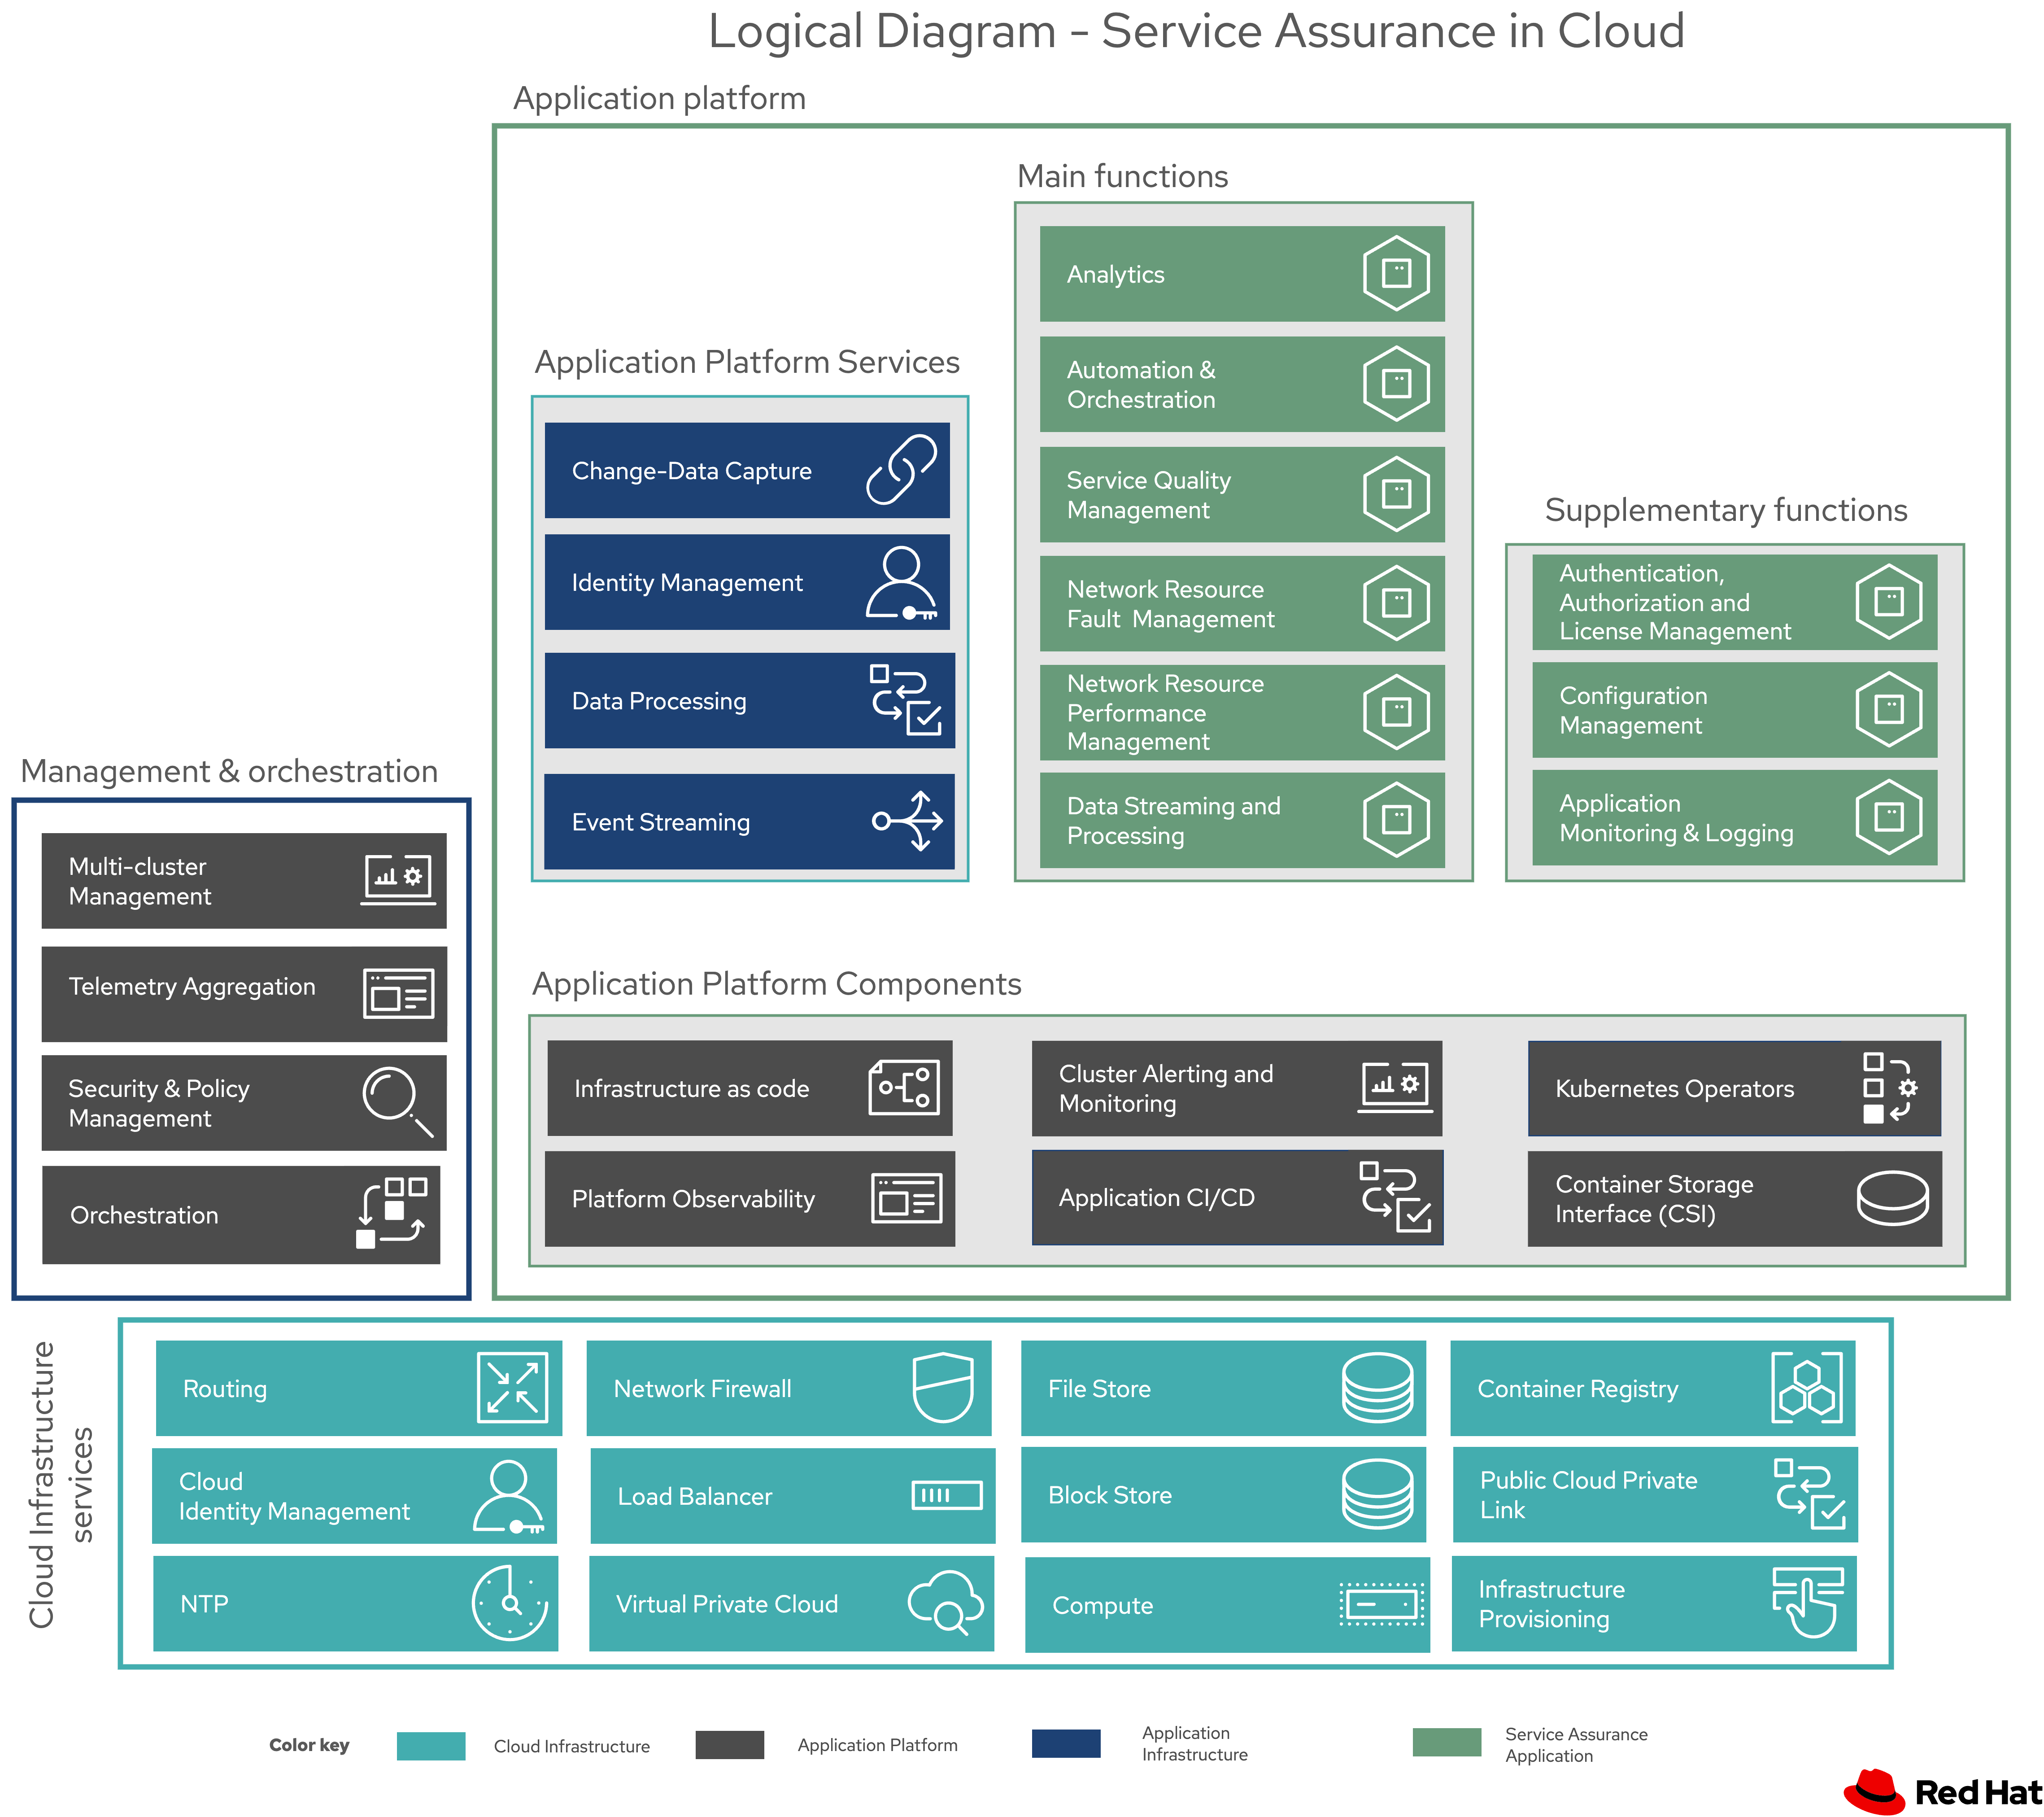 Logical Diagram - Service Assurance in Cloud
Application platform
Main functions
Analytics
Automation &
Orchestration
Service Quality
Management
Network Resource
Fault Management
Network Resource
Performance
Management
Data Streaming and
Processing
Application Platform Services
Change-Data Capture
Identity Management
Data Processing
Event Streaming
Supplementary functions
Authentication,
Authorization and
License Management
Configuration
Management
Application
Monitoring & Logging
Management & orchestration
Multi-cluster
Management
Telemetry Aggregation
Security & Policy
Management
Orchestration
Application Platform Components
Infrastructure as code
Cluster Alerting and
Monitoring
Kubernetes Operators
Platform Observability
Application CI/CD
Container Storage
Interface (CSI)
Cloud Infrastructure
services
Routing
Network Firewall
File Store
Container Registry
Cloud
Identity Management
Load Balancer
Block Store
Public Cloud Private
Link
NTP
Virtual Private Cloud
Compute
Infrastructure
Provisioning
Color key
Cloud Infrastructure
Application Platform
Application
Infrastructure
Service Assurance
Application
Red Hat